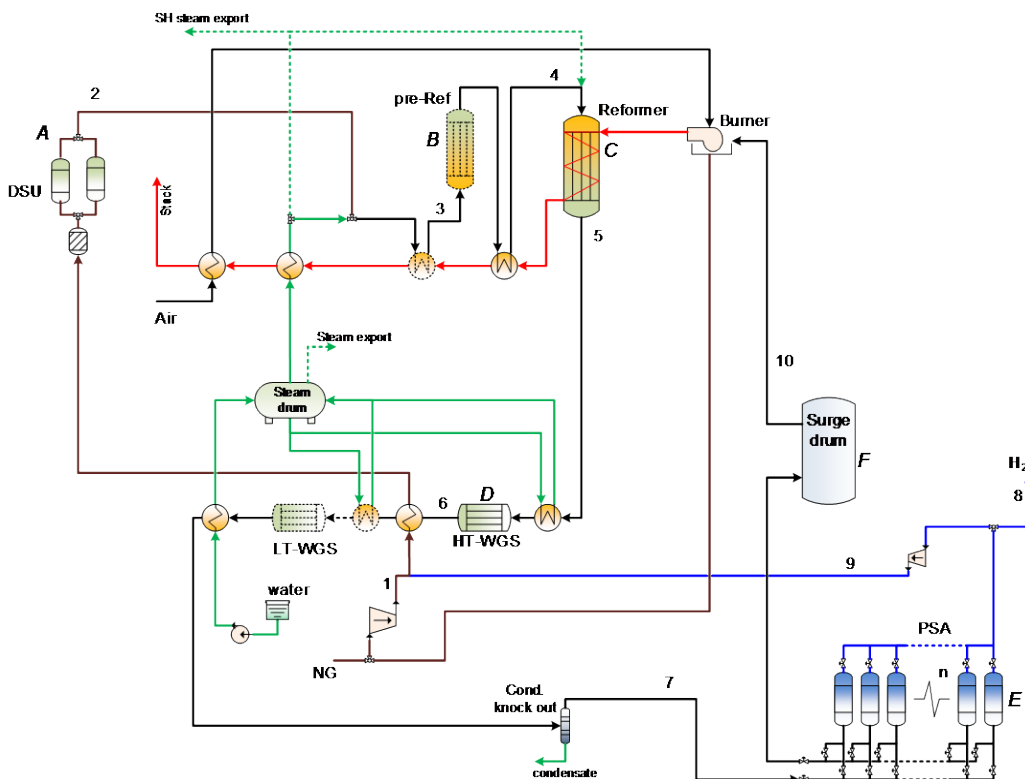 SH steam export
2
4
pre-Ref
Reformer
Burner
A
B
C
DSU
Stack
3
5
Air
Steam export
10
Steam
drum
Surge
drum
F
H2
8
6
D
LT-WGS
HT-WGS
9
1
water
PSA
NG
n
E
7
Cond.
knock out
condensate